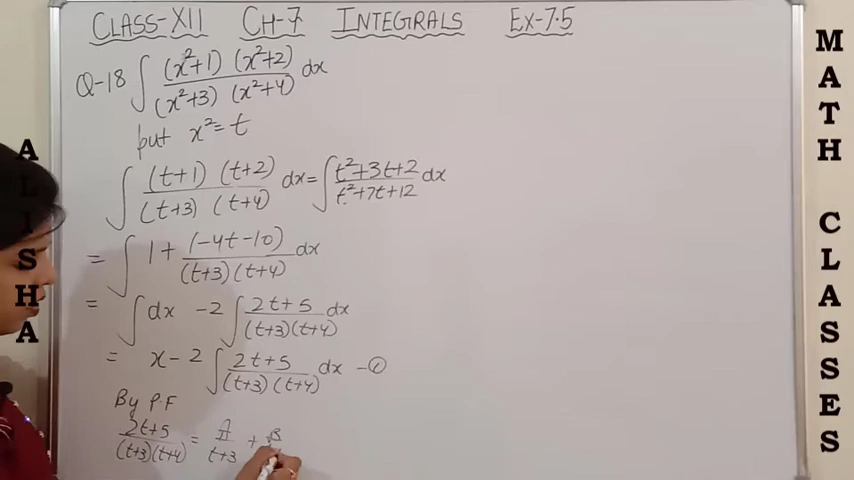 CLASS-XII CH-7 INTEGRALS EX-7.5
Q-18 ∫ (x²+1) (x²+2) / (x²+3) (x²+4) dx
put x² = t
∫ (t+1) (t+2) / (t+3) (t+4) dx = ∫ t²+3t+2 / t²+7t+12 dx
= ∫ 1 + (-4t-10) / (t+3)(t+4) dx
= ∫ dx - 2 ∫ 2t+5 / (t+3)(t+4) dx
= x - 2 ∫ 2t+5 / (t+3) (t+4) dx - ①
By P.F
2t+5 / (t+3)(t+4) = A / t+3 + B
ALISHA
MATH CLASSES